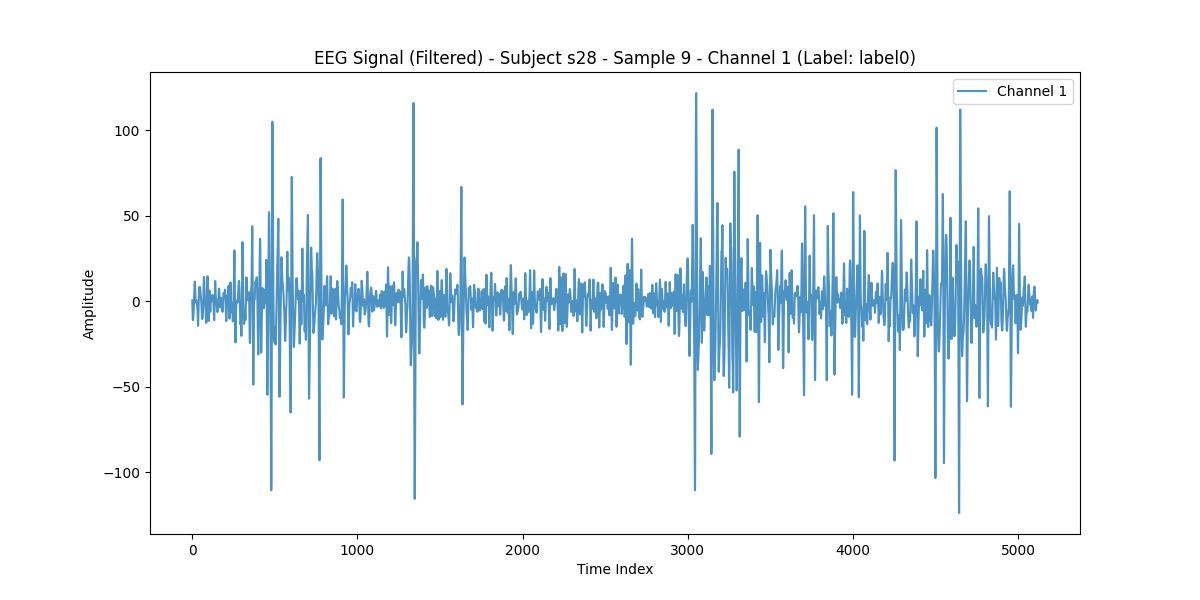 EEG Signal (Filtered) - Subject s28 - Sample 9 - Channel 1 (Label: label0)
Channel 1
100
50
0
−50
−100
Amplitude
0 1000 2000 3000 4000 5000
Time Index